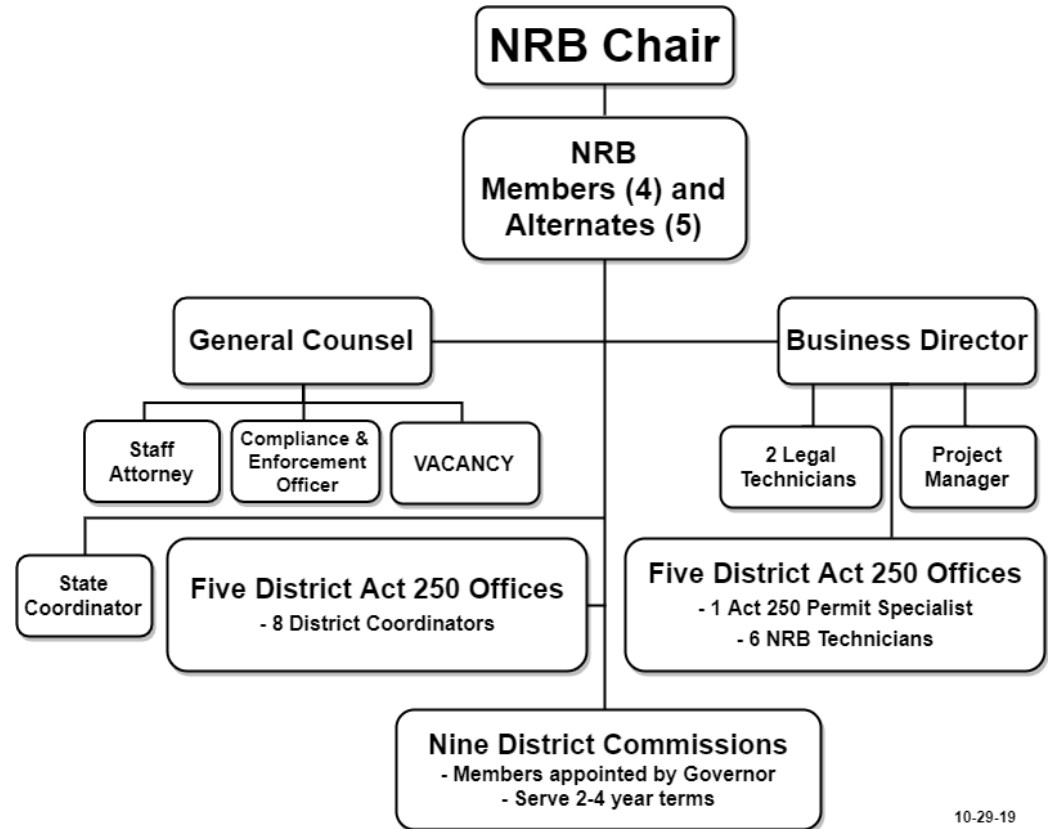 NRB Chair
NRB
Members (4) and
Alternates (5)
General Counsel
Business Director
Staff
Attorney
Compliance &
Enforcement
Officer
VACANCY
2 Legal
Technicians
Project
Manager
State
Coordinator
Five District Act 250 Offices
- 8 District Coordinators
Five District Act 250 Offices
- 1 Act 250 Permit Specialist
- 6 NRB Technicians
Nine District Commissions
- Members appointed by Governor
- Serve 2-4 year terms
10-29-19